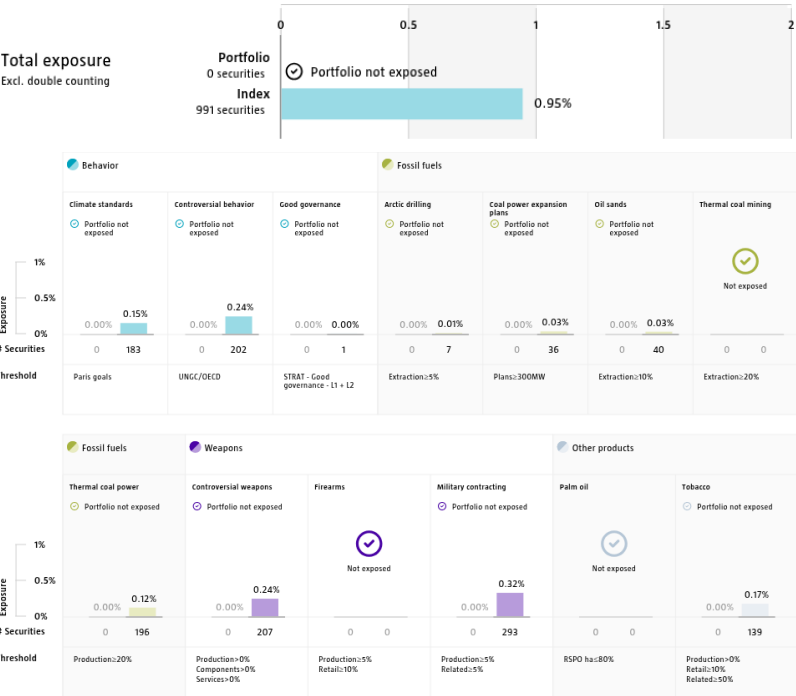 0 0.5 1 1.5 2
Total exposure
Excl. double counting
Portfolio
0 securities
Portfolio not exposed
Index
991 securities
0.95%
Behavior Fossil fuels
Climate standards Controversial behavior Good governance Arctic drilling Coal power expansion plans Oil sands Thermal coal mining
Portfolio not exposed Portfolio not exposed Portfolio not exposed Portfolio not exposed Portfolio not exposed Portfolio not exposed
Not exposed
Exposure
1%
0.5%
0%
0.00% 0.15% 0.00% 0.24% 0.00% 0.00% 0.00% 0.01% 0.00% 0.03% 0.00% 0.03%
# Securities 0 183 0 202 0 1 0 7 0 36 0 40 0 0
hreshold Paris goals UNGC/OECD STRAT - Good governance - L1 + L2 Extraction≥5% Plans≥300MW Extraction≥10% Extraction≥20%
Fossil fuels Weapons Other products
Thermal coal power Controversial weapons Firearms Military contracting Palm oil Tobacco
Portfolio not exposed Portfolio not exposed Portfolio not exposed Portfolio not exposed
Not exposed Not exposed
Exposure
1%
0.5%
0%
0.00% 0.12% 0.00% 0.24% 0.00% 0.32% 0.00% 0.17%
# Securities 0 196 0 207 0 0 0 293 0 0 0 139
hreshold Production≥20% Production>0% Production≥5% Production≥5% RSPO ha≤80% Production>0%
Components>0% Retail≥10% Related≥5% Retail≥10%
Services>0% Related≥50%